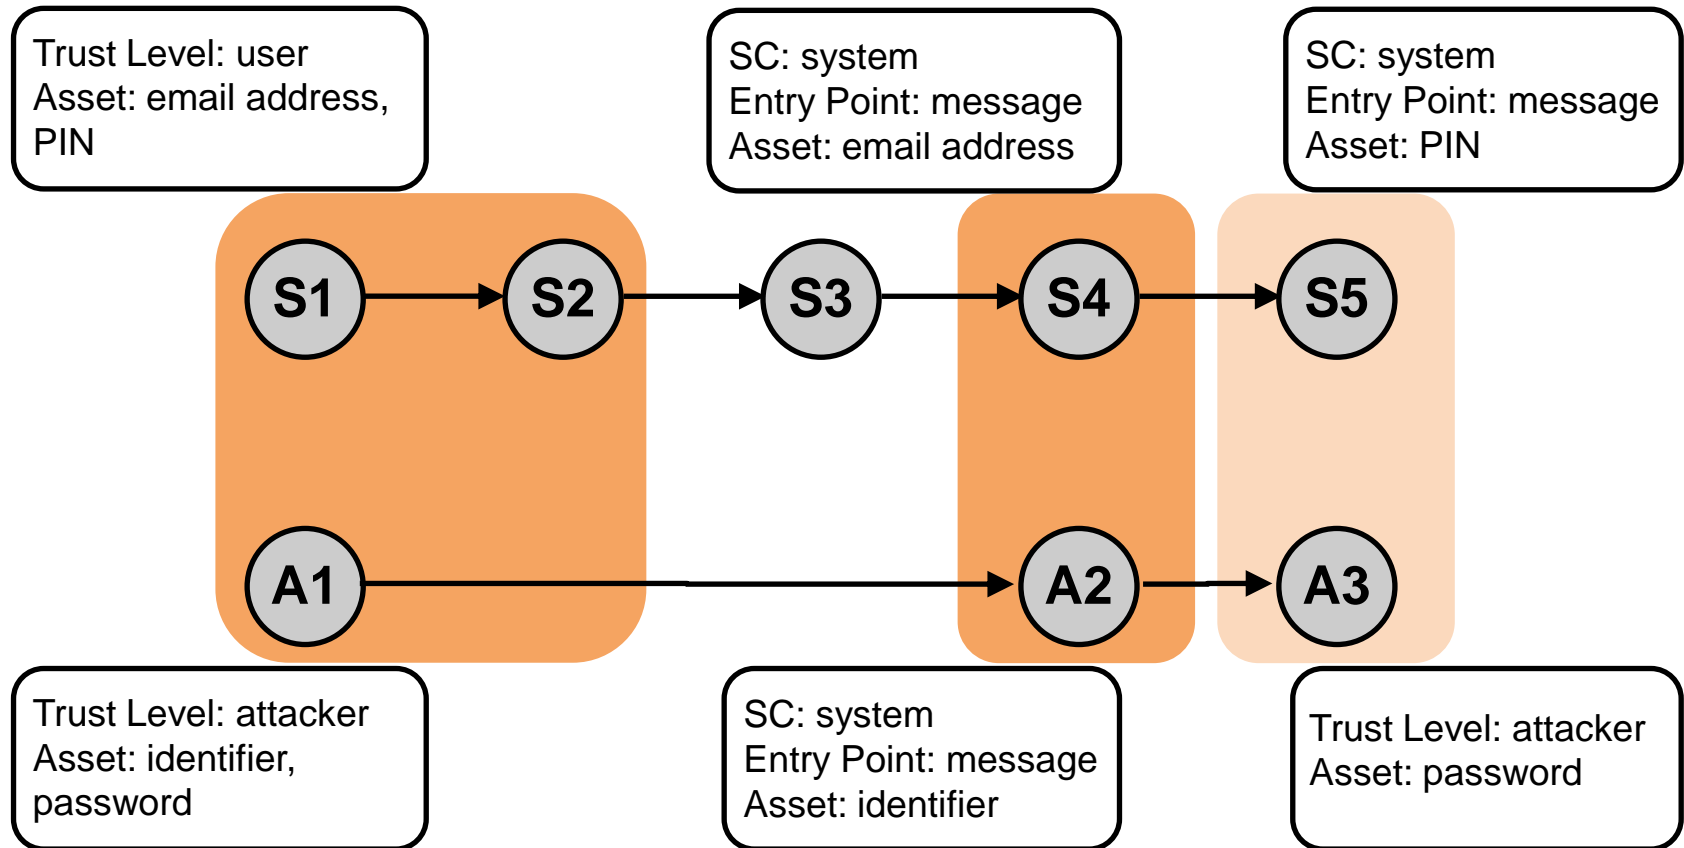 Trust Level: user
Asset: email address,
PIN
SC: system
Entry Point: message
Asset: email address
SC: system
Entry Point: message
Asset: PIN
S1
S2
S3
S4
S5
A1
A2
A3
Trust Level: attacker
Asset: identifier,
password
SC: system
Entry Point: message
Asset: identifier
Trust Level: attacker
Asset: password